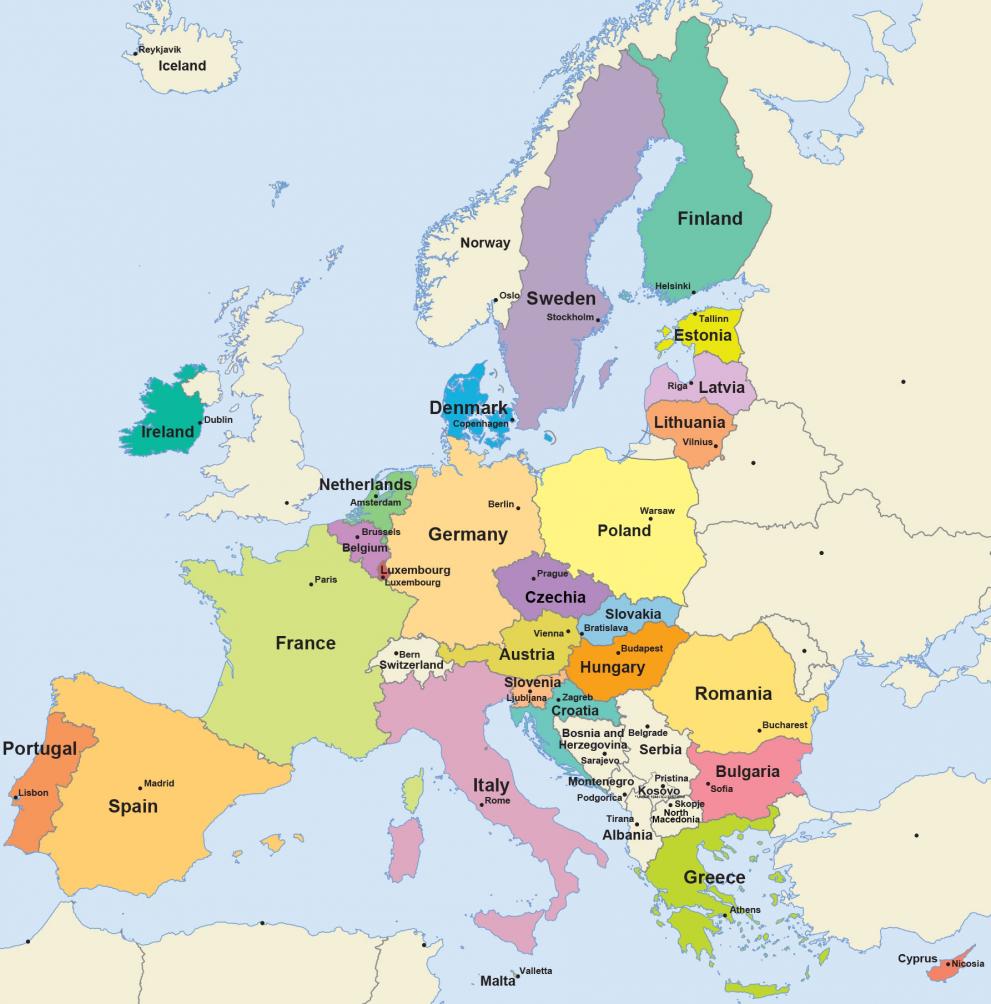 Reykjavik
Iceland
Finland
Norway
Helsinki
Oslo
Sweden
Stockholm
Tallinn
Estonia
Riga
Latvia
Denmark
Copenhagen
Lithuania
Vilnius
Dublin
Ireland
Netherlands
Amsterdam
Berlin
Warsaw
Poland
Germany
Brussels
Belgium
Luxembourg
Luxembourg
Paris
Prague
Czechia
Slovakia
Bratislava
Vienna
France
Bern
Switzerland
Austria
Budapest
Hungary
Slovenia
Ljubljana
Zagreb
Croatia
Romania
Bucharest
Bosnia and
Herzegovina
Sarajevo
Belgrade
Serbia
Portugal
Lisbon
Madrid
Spain
Italy
Rome
Montenegro
Podgorica
Pristina
Kosovo
Bulgaria
Sofia
Skopje
North
Macedonia
Tirana
Albania
Greece
Athens
Valletta
Malta
Cyprus
Nicosia